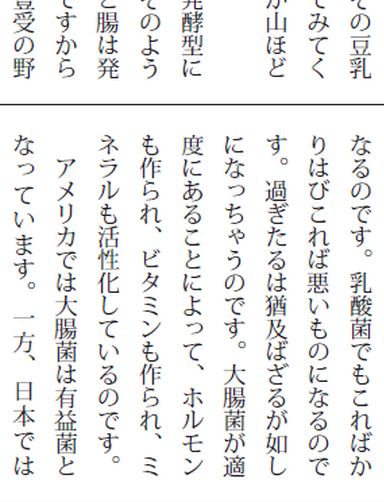 その豆乳
てみてく
が山ほど
発酵型に
そのよう
と腸は発
ですから
豊受の野
なるのです。乳酸菌でもこればか
りはびこれば悪いものになるので
す。過ぎたるは猶及ばざるが如し
になっちゃうのです。大腸菌が適
度にあることによって、ホルモン
も作られ、ビタミンも作られ、ミ
ネラルも活性化しているのです。
　アメリカでは大腸菌は有益菌と
なっています。一方、日本では